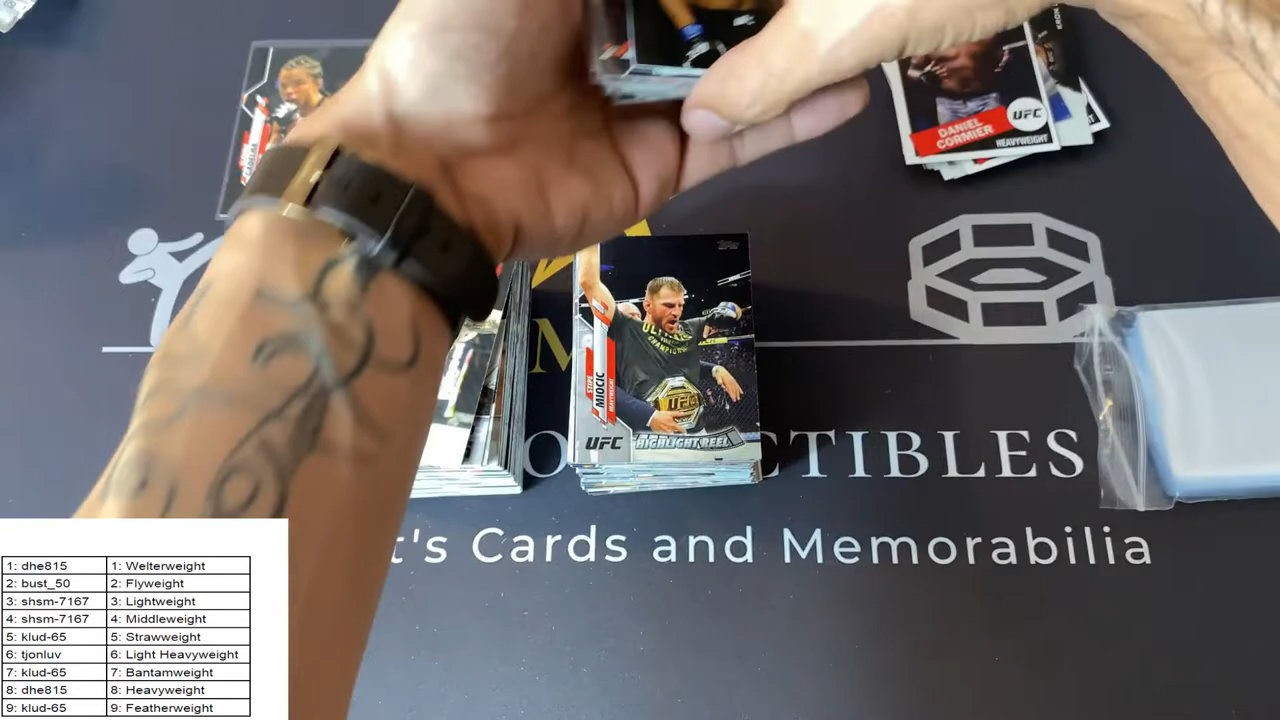 DANIEL
CORMIER
UFC
HEAVYWEIGHT
STIPE
MIOCIC
HEAVYWEIGHT
UFC
HIGHLIGHT REEL
CTIBLES
t's Cards and Memorabilia
1: dhe815 1: Welterweight
2: bust_50 2: Flyweight
3: shsm-7167 3: Lightweight
4: shsm-7167 4: Middleweight
5: klud-65 5: Strawweight
6: tjonluv 6: Light Heavyweight
7: klud-65 7: Bantamweight
8: dhe815 8: Heavyweight
9: klud-65 9: Featherweight